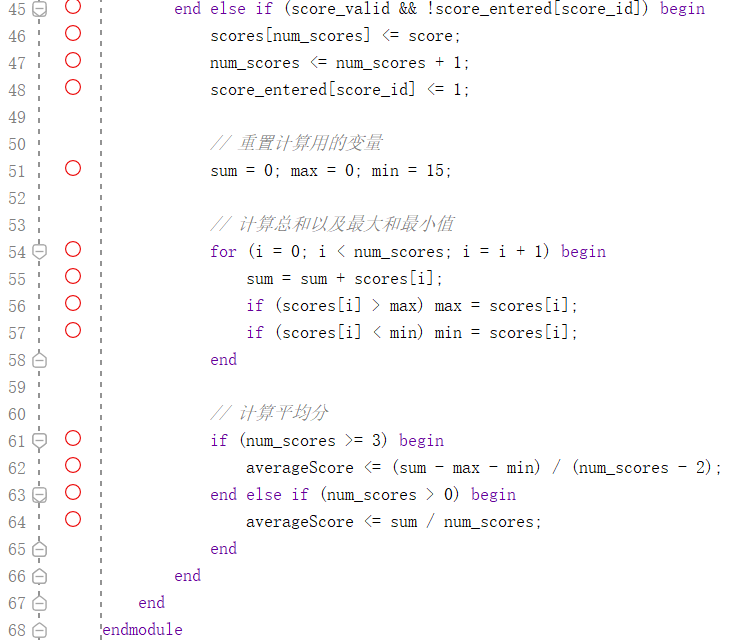 45 end else if (score_valid && !score_entered[score_id]) begin
46 scores[num_scores] <= score;
47 num_scores <= num_scores + 1;
48 score_entered[score_id] <= 1;
49
50 // 重置计算用的变量
51 sum = 0; max = 0; min = 15;
52
53 // 计算总和以及最大和最小值
54 for (i = 0; i < num_scores; i = i + 1) begin
55 sum = sum + scores[i];
56 if (scores[i] > max) max = scores[i];
57 if (scores[i] < min) min = scores[i];
58 end
59
60 // 计算平均分
61 if (num_scores >= 3) begin
62 averageScore <= (sum - max - min) / (num_scores - 2);
63 end else if (num_scores > 0) begin
64 averageScore <= sum / num_scores;
65 end
66 end
67 end
68 endmodule